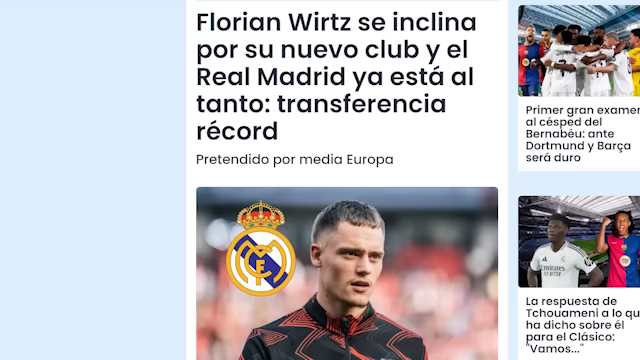 Florian Wirtz se inclina
por su nuevo club y el
Real Madrid ya está al
tanto: transferencia
récord
Pretendido por media Europa
Primer gran examen
al césped del
Bernabéu: ante
Dortmund y Barça
será duro
La respuesta de
Tchouameni a lo que
ha dicho sobre él
para el Clásico:
"Vamos..."